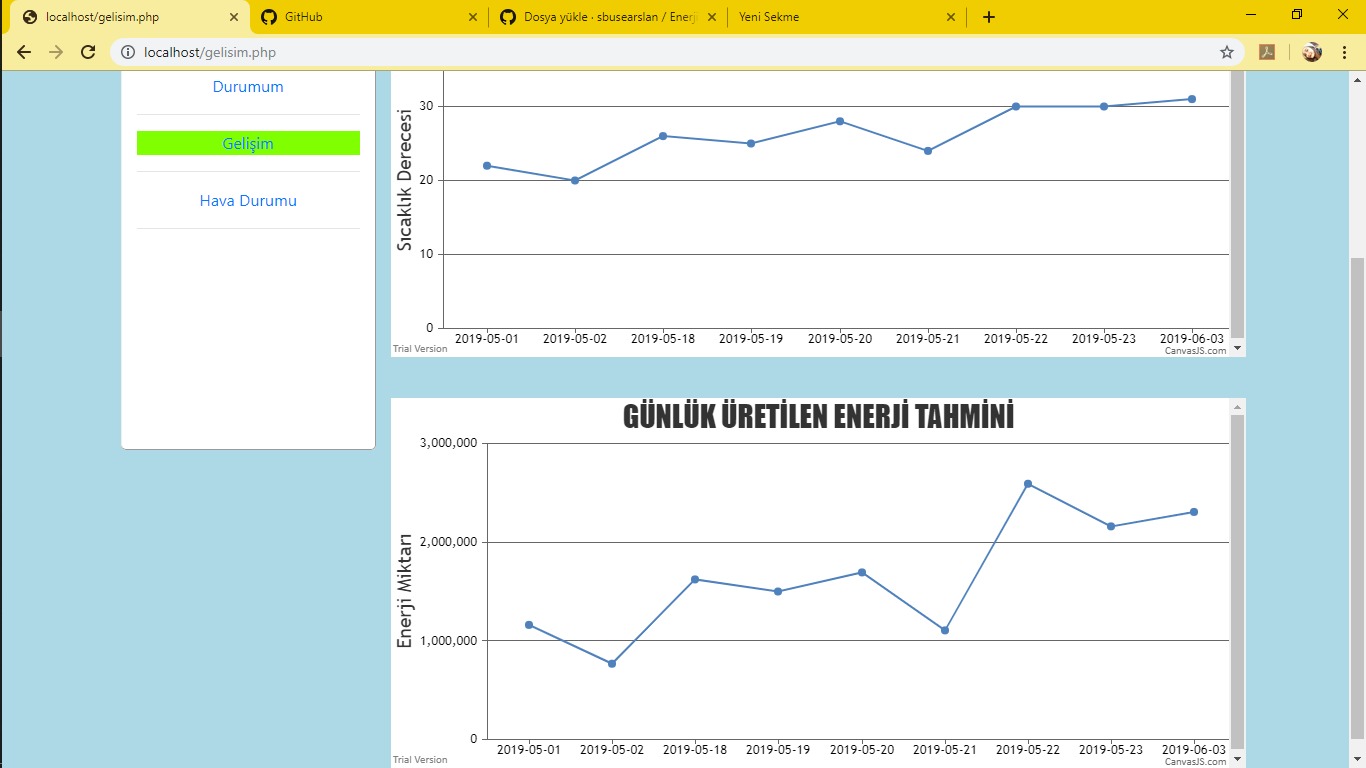 localhost/gelisim.php
GitHub
Dosya yükle · sbusearslan / Enerji
Yeni Sekme
localhost/gelisim.php
Durumum
Gelişim
Hava Durumu
Sıcaklık Derecesi
30
20
10
0
2019-05-01 2019-05-02 2019-05-18 2019-05-19 2019-05-20 2019-05-21 2019-05-22 2019-05-23 2019-06-03
Trial Version
CanvasJS.com
GÜNLÜK ÜRETİLEN ENERJİ TAHMİNİ
Enerji Miktarı
3,000,000
2,000,000
1,000,000
0
2019-05-01 2019-05-02 2019-05-18 2019-05-19 2019-05-20 2019-05-21 2019-05-22 2019-05-23 2019-06-03
Trial Version
CanvasJS.com